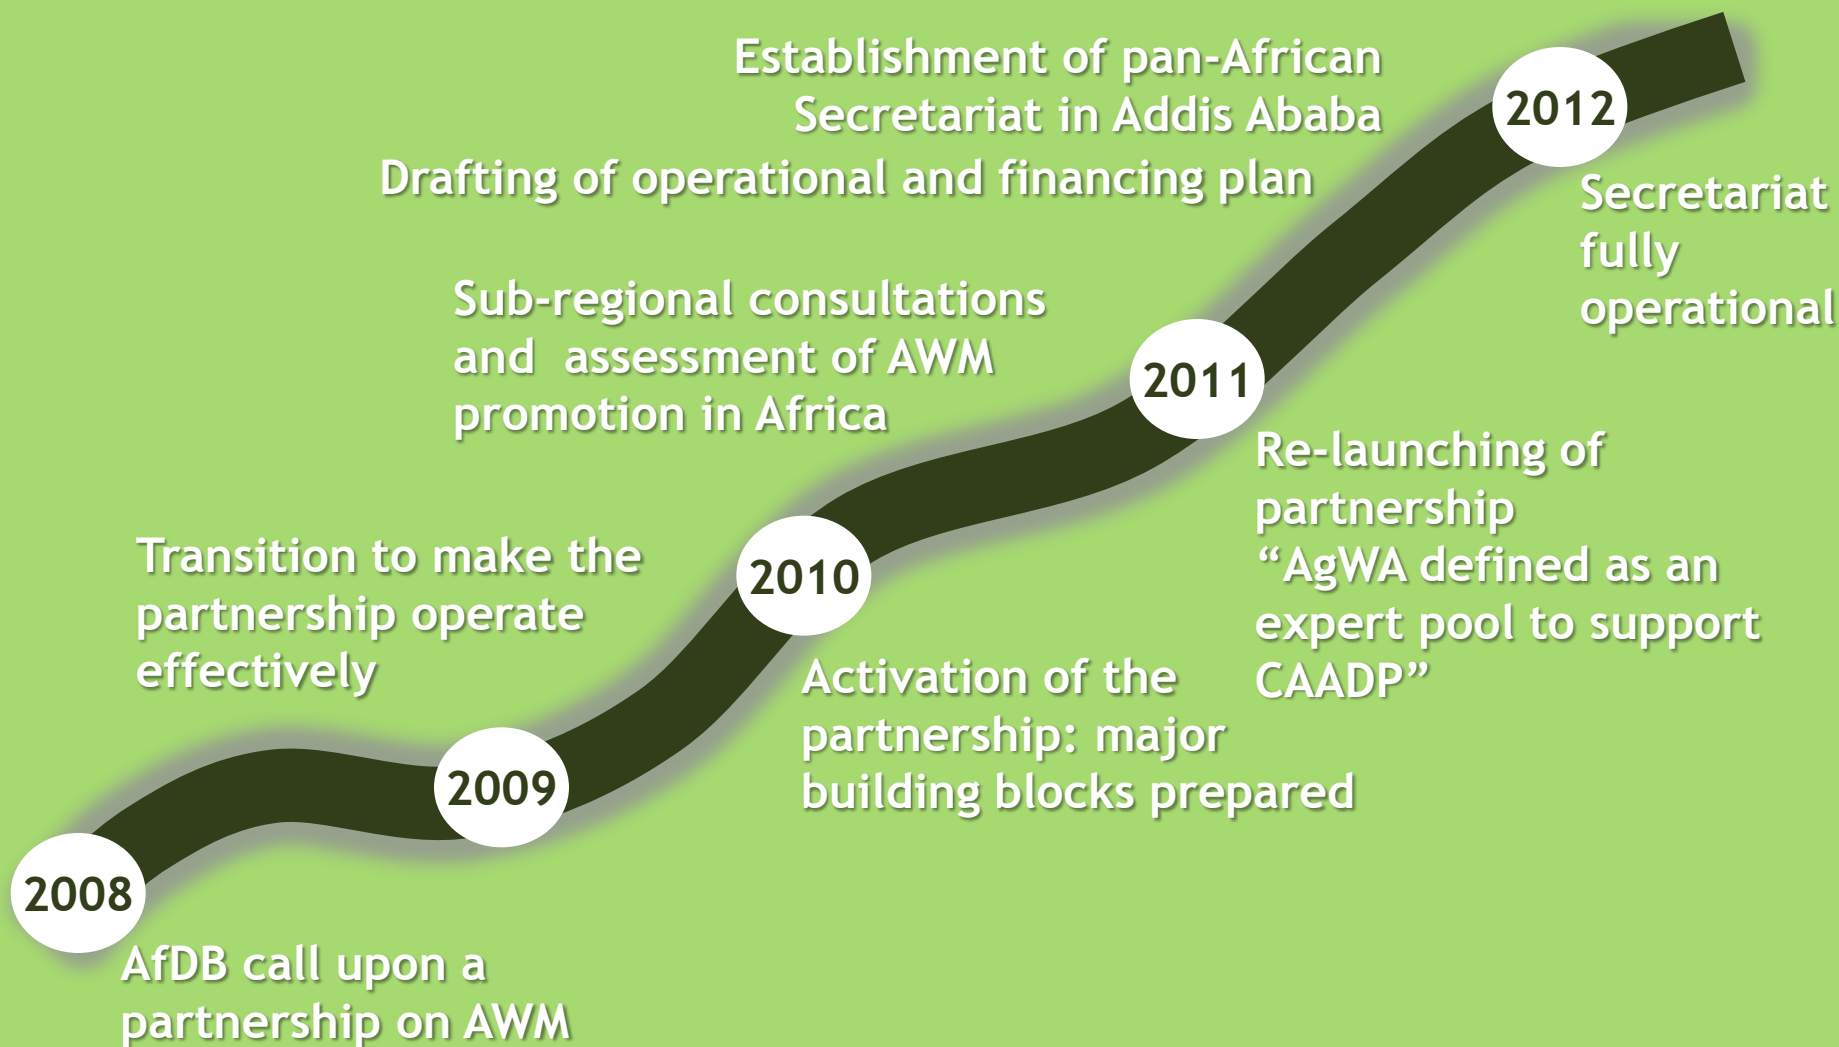 Establishment of pan-African
Secretariat in Addis Ababa
2012
Drafting of operational and financing plan
Secretariat
fully
operational
Sub-regional consultations
and  assessment of AWM
promotion in Africa
2011
Re-launching of
partnership
“AgWA defined as an
expert pool to support
CAADP”
Transition to make the
partnership operate
effectively
2010
Activation of the
partnership: major
building blocks prepared
2009
2008
AfDB call upon a
partnership on AWM